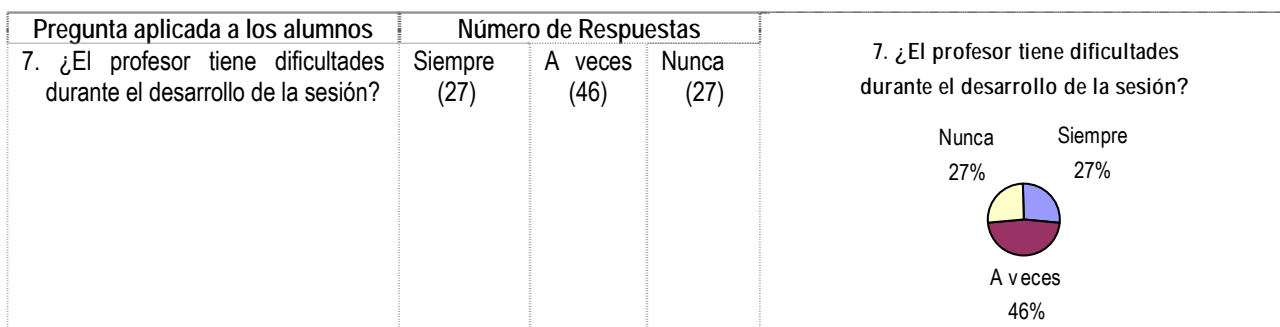 Pregunta aplicada a los alumnos
Número de Respuestas
7. ¿El profesor tiene dificultades
durante el desarrollo de la sesión?
Siempre
(27)
A veces
(46)
Nunca
(27)
7. ¿El profesor tiene dificultades
durante el desarrollo de la sesión?
Nunca
27%
Siempre
27%
A veces
46%